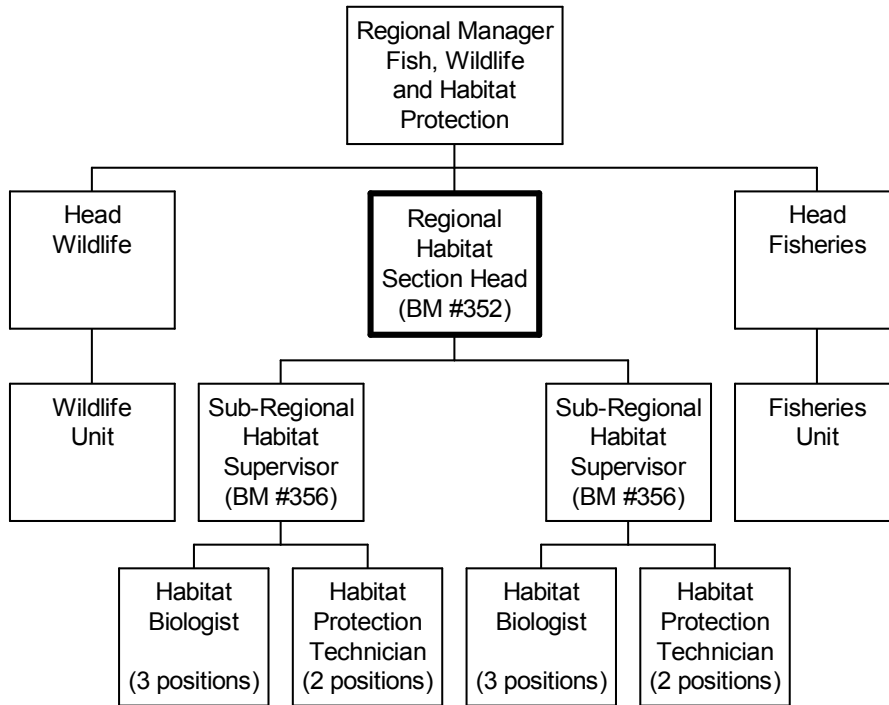 Regional Manager
Fish, Wildlife
and Habitat
Protection
Head
Wildlife
Regional
Habitat
Section Head
(BM #352)
Head
Fisheries
Wildlife
Unit
Sub-Regional
Habitat
Supervisor
(BM #356)
Sub-Regional
Habitat
Supervisor
(BM #356)
Fisheries
Unit
Habitat
Biologist
(3 positions)
Habitat
Protection
Technician
(2 positions)
Habitat
Biologist
(3 positions)
Habitat
Protection
Technician
(2 positions)